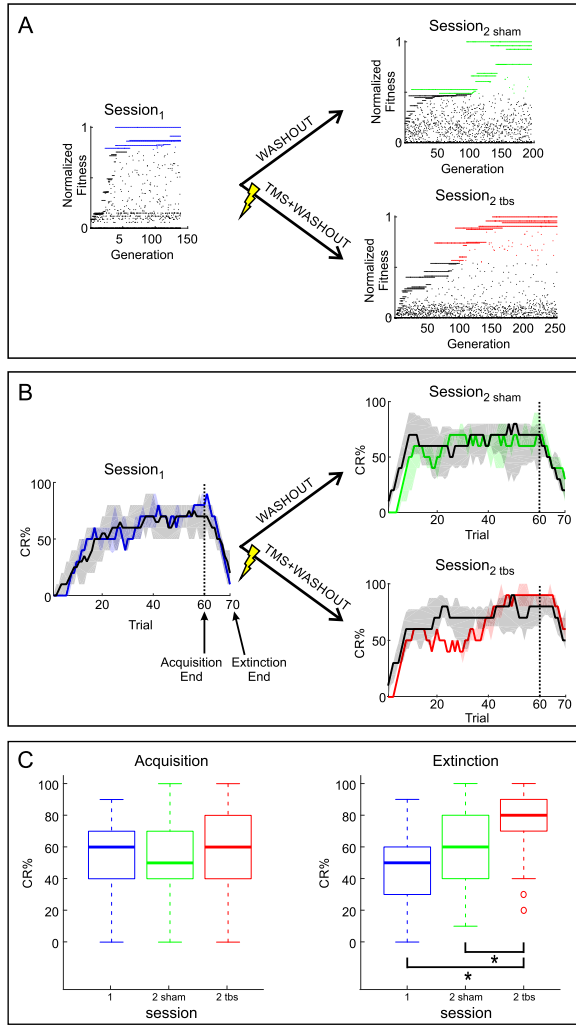 A
Session1
Normalized
Fitness
1
0
50
100
150
Generation
WASHOUT
TMS+WASHOUT
Session2 sham
Normalized
Fitness
1
0
50
100
150
200
Generation
Session2 tbs
Normalized
Fitness
1
0
50
100
150
200
250
Generation
B
Session1
CR%
100
50
0
20
40
60
70
Trial
Acquisition
End
Extinction
End
WASHOUT
TMS+WASHOUT
Session2 sham
CR%
100
50
0
20
40
60
70
Trial
Session2 tbs
CR%
100
50
0
20
40
60
70
Trial
C
Acquisition
CR%
100
80
60
40
20
0
1
2 sham
2 tbs
session
Extinction
CR%
100
80
60
40
20
0
*
*
1
2 sham
2 tbs
session